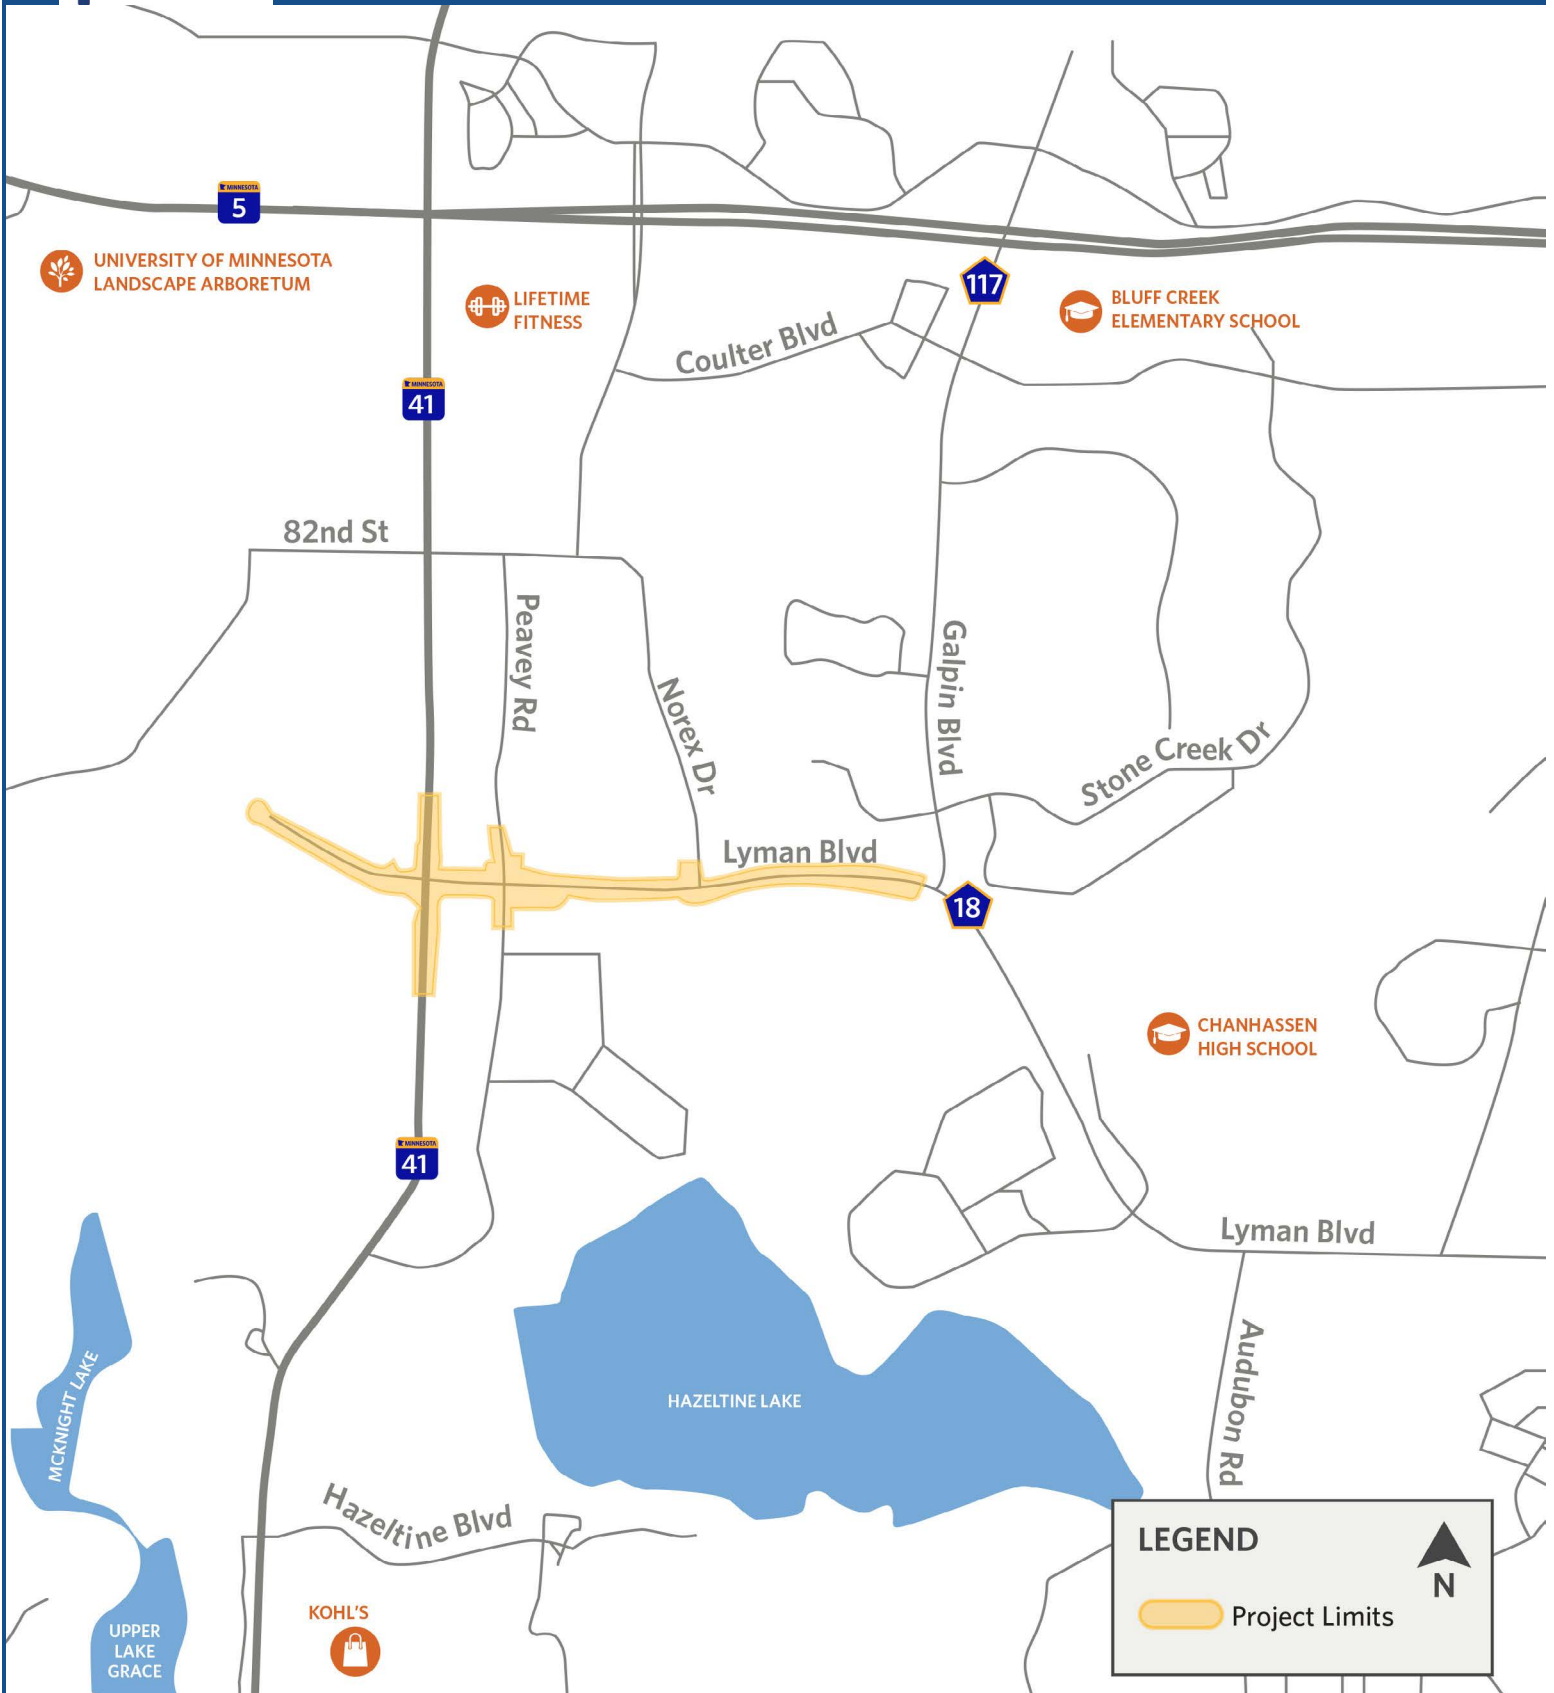 MINNESOTA
5
UNIVERSITY OF MINNESOTA
LANDSCAPE ARBORETUM
LIFETIME
FITNESS
117
BLUFF CREEK
ELEMENTARY SCHOOL
Coulter Blvd
MINNESOTA
41
82nd St
Peavey Rd
Galpin Blvd
Norex Dr
Stone Creek Dr
Lyman Blvd
18
CHANHASSEN
HIGH SCHOOL
MINNESOTA
41
Lyman Blvd
Audubon Rd
MCKNIGHT LAKE
HAZELTINE LAKE
Hazeltine Blvd
KOHL'S
UPPER
LAKE
GRACE
LEGEND
N
Project Limits